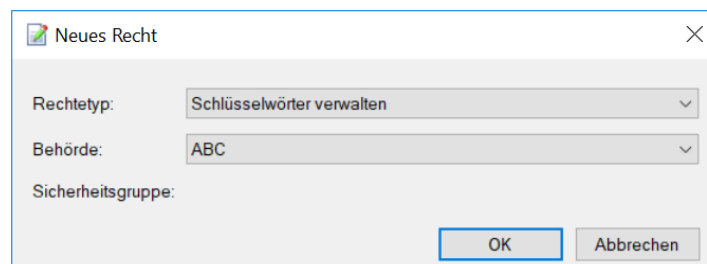 Neues Recht
Rechtetyp: Schlüsselwörter verwalten
Behörde: ABC
Sicherheitsgruppe:
OK Abbrechen